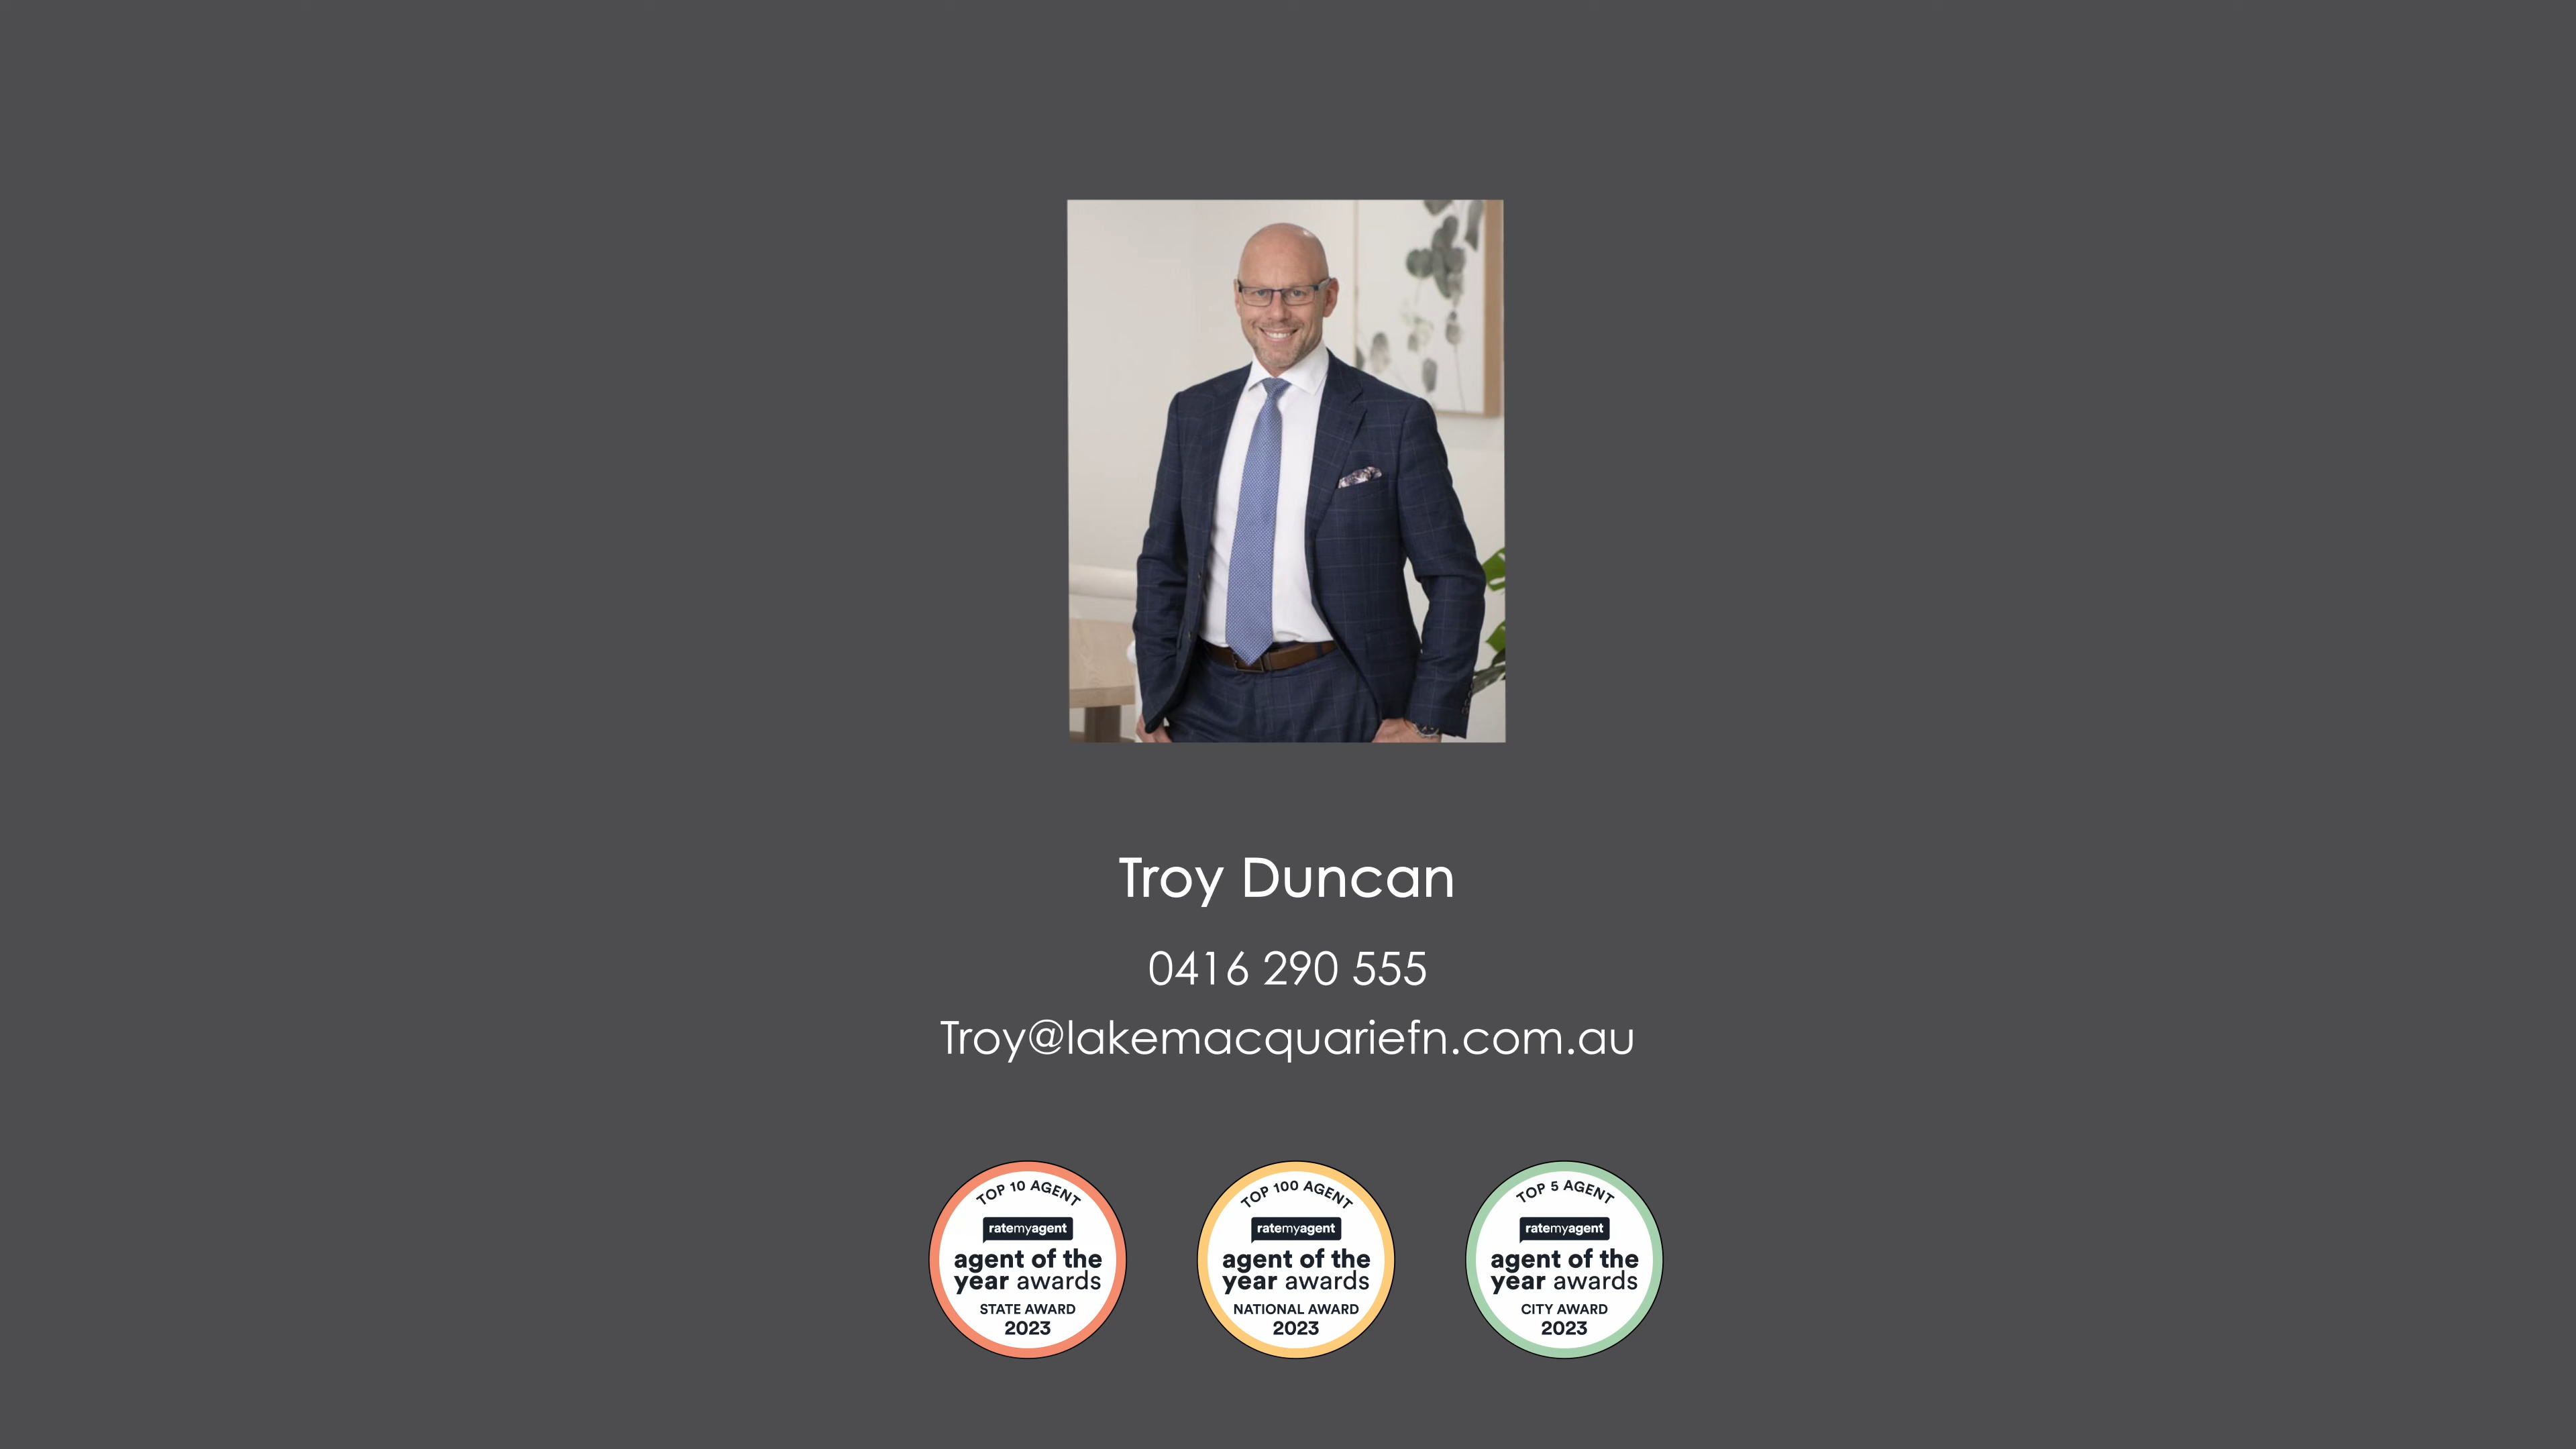 Troy Duncan
0416 290 555
Troy@lakemacquariefn.com.au
TOP 10 AGENT
ratemyagent
agent of the
year awards
STATE AWARD
2023
TOP 100 AGENT
ratemyagent
agent of the
year awards
NATIONAL AWARD
2023
TOP 5 AGENT
ratemyagent
agent of the
year awards
CITY AWARD
2023